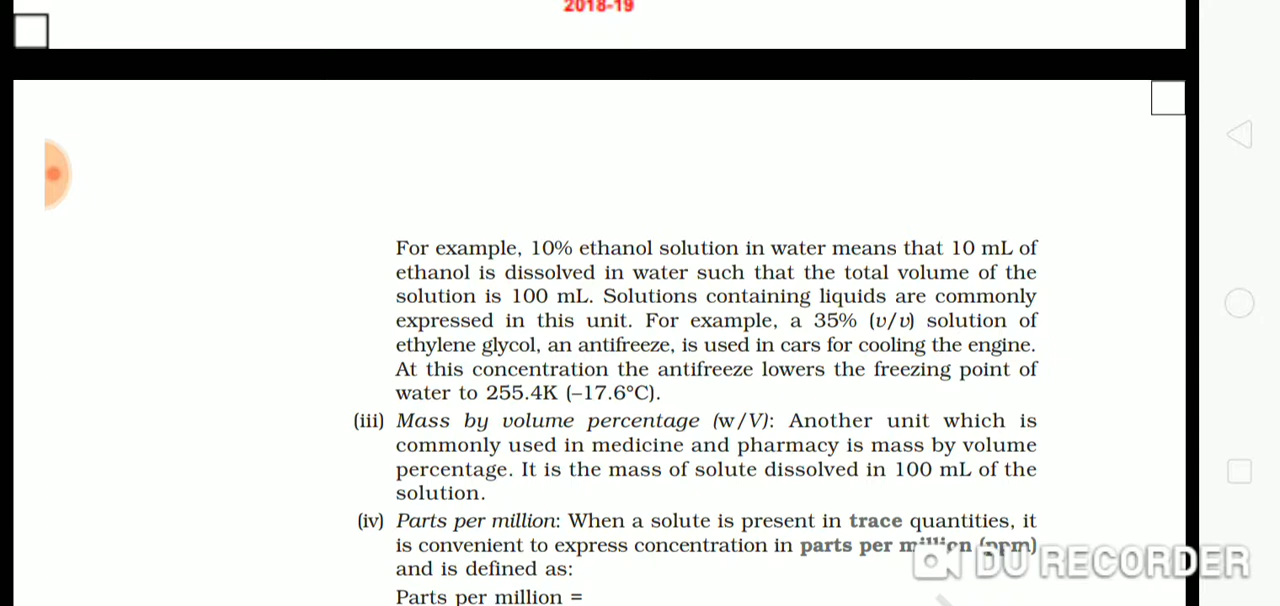 2018-19
For example, 10% ethanol solution in water means that 10 mL of
ethanol is dissolved in water such that the total volume of the
solution is 100 mL. Solutions containing liquids are commonly
expressed in this unit. For example, a 35% (v/v) solution of
ethylene glycol, an antifreeze, is used in cars for cooling the engine.
At this concentration the antifreeze lowers the freezing point of
water to 255.4K (–17.6°C).
(iii) Mass by volume percentage (w/V): Another unit which is
commonly used in medicine and pharmacy is mass by volume
percentage. It is the mass of solute dissolved in 100 mL of the
solution.
(iv) Parts per million: When a solute is present in trace quantities, it
is convenient to express concentration in parts per million (ppm)
and is defined as:
Parts per million =
DU RECORDER